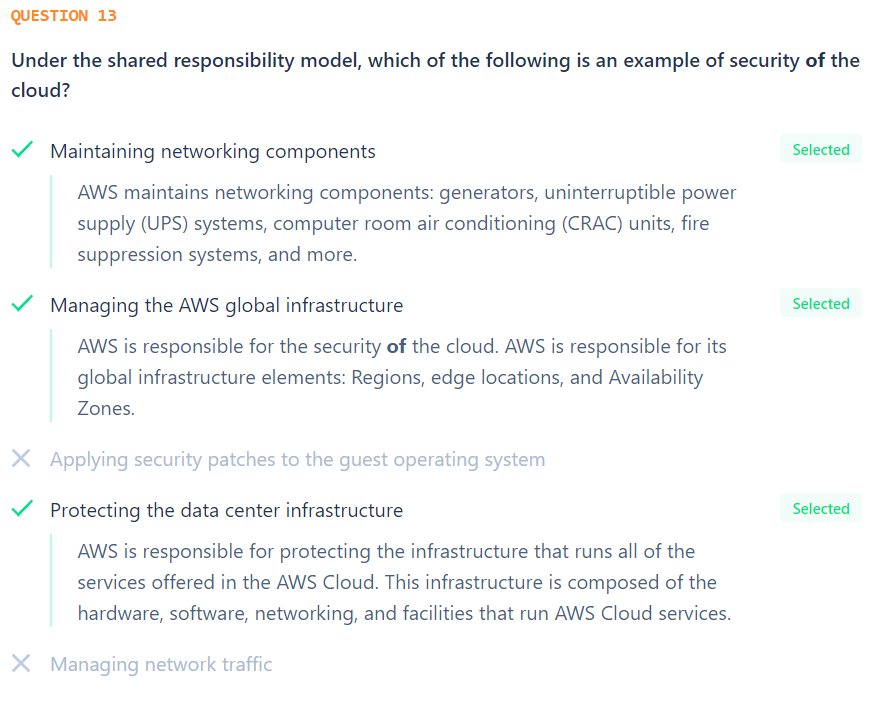 QUESTION 13
Under the shared responsibility model, which of the following is an example of security of the
cloud?
Maintaining networking components
Selected
AWS maintains networking components: generators, uninterruptible power
supply (UPS) systems, computer room air conditioning (CRAC) units, fire
suppression systems, and more.
Managing the AWS global infrastructure
Selected
AWS is responsible for the security of the cloud. AWS is responsible for its
global infrastructure elements: Regions, edge locations, and Availability
Zones.
Applying security patches to the guest operating system
Protecting the data center infrastructure
Selected
AWS is responsible for protecting the infrastructure that runs all of the
services offered in the AWS Cloud. This infrastructure is composed of the
hardware, software, networking, and facilities that run AWS Cloud services.
Managing network traffic